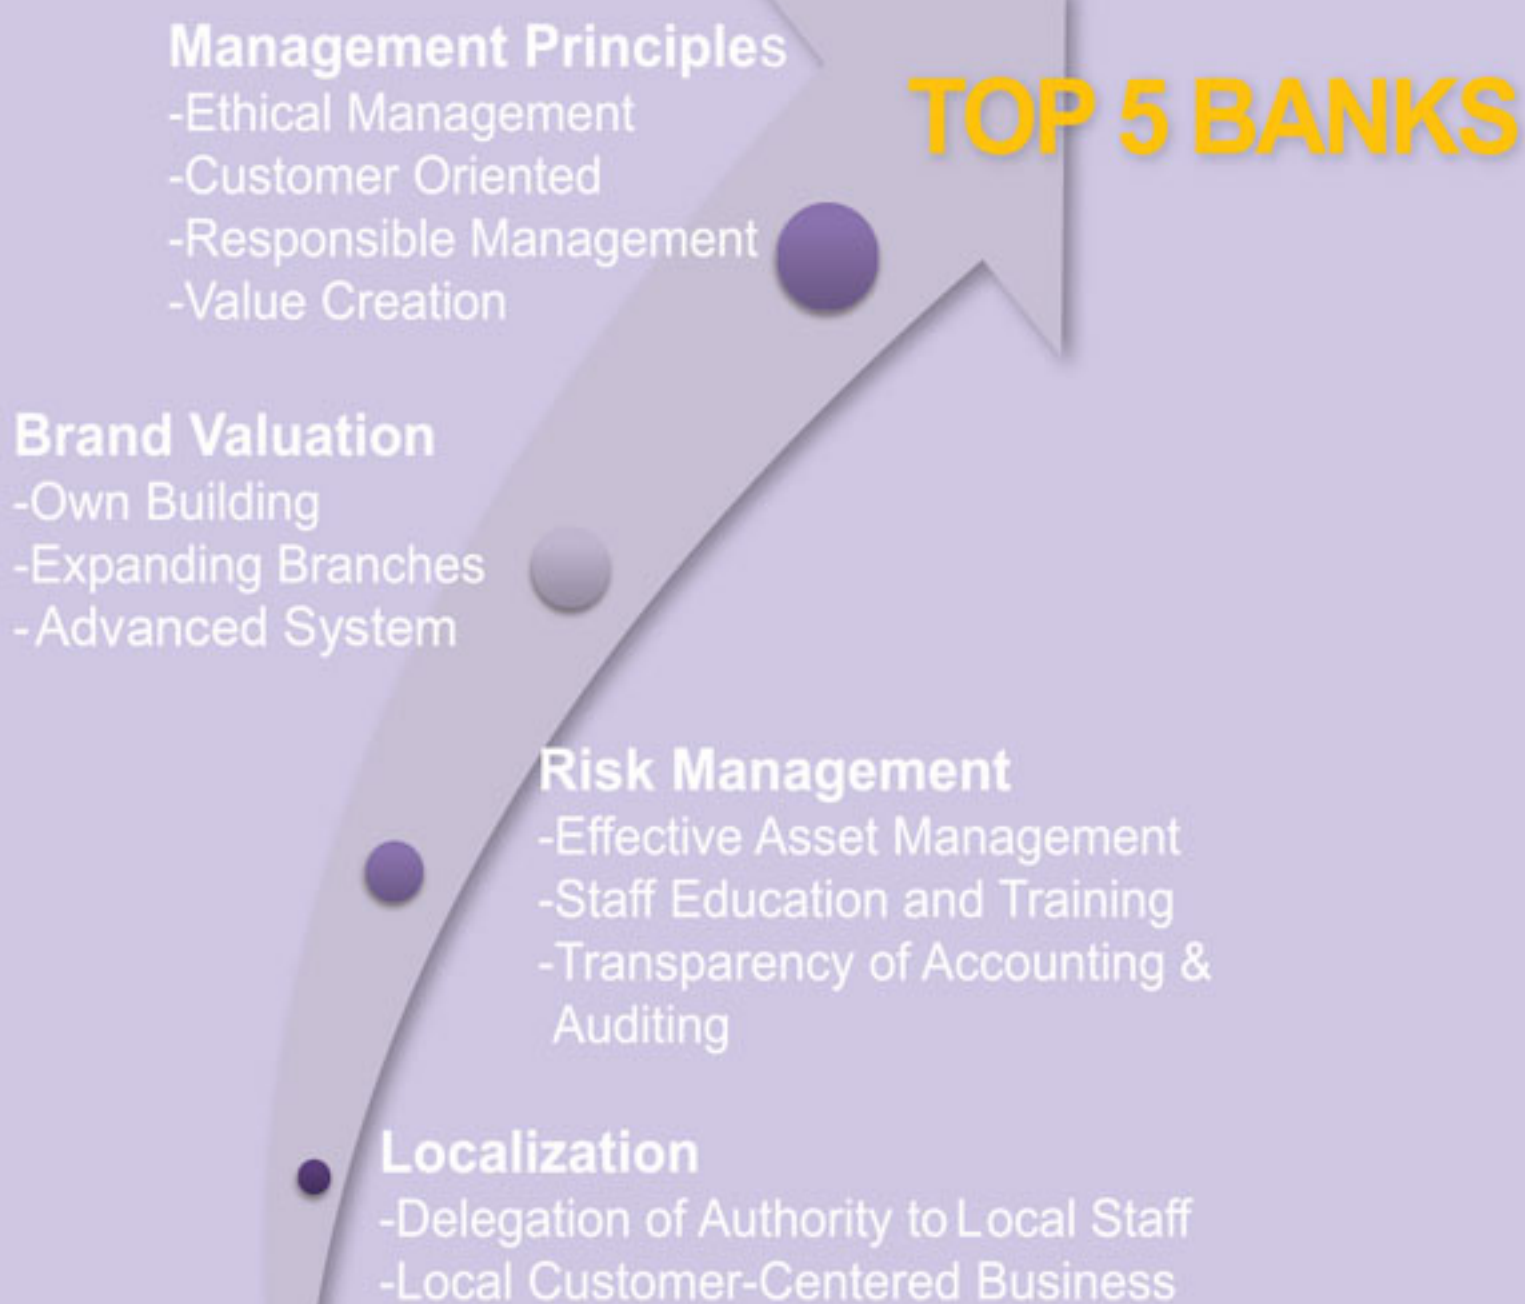 Management Principles
-Ethical Management
-Customer Oriented
-Responsible Management
-Value Creation
TOP 5 BANKS
Brand Valuation
-Own Building
-Expanding Branches
-Advanced System
Risk Management
-Effective Asset Management
-Staff Education and Training
-Transparency of Accounting &
Auditing
Localization
-Delegation of Authority to Local Staff
-Local Customer-Centered Business